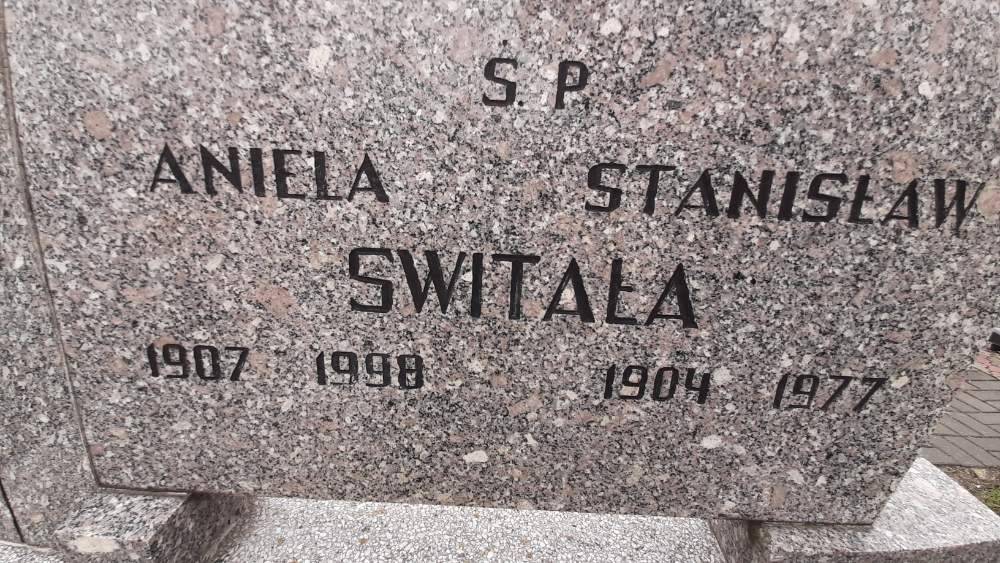 S. P
ANIELA STANISŁAW
SWITAŁA
1907 1998 1904 1977